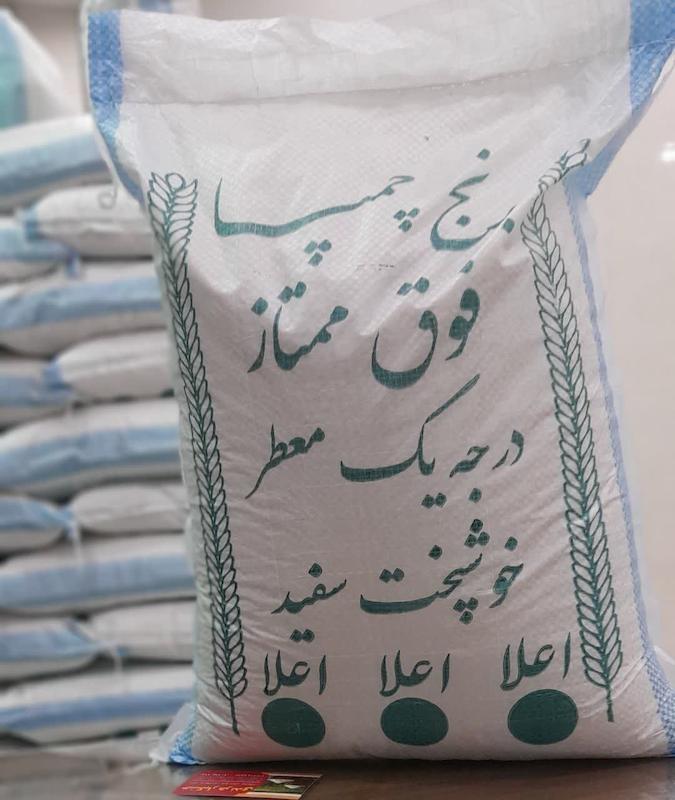 برنج چمپا
فوق ممتاز
درجه یک معطر
خوشپخت سفید
اعلا اعلا اعلا